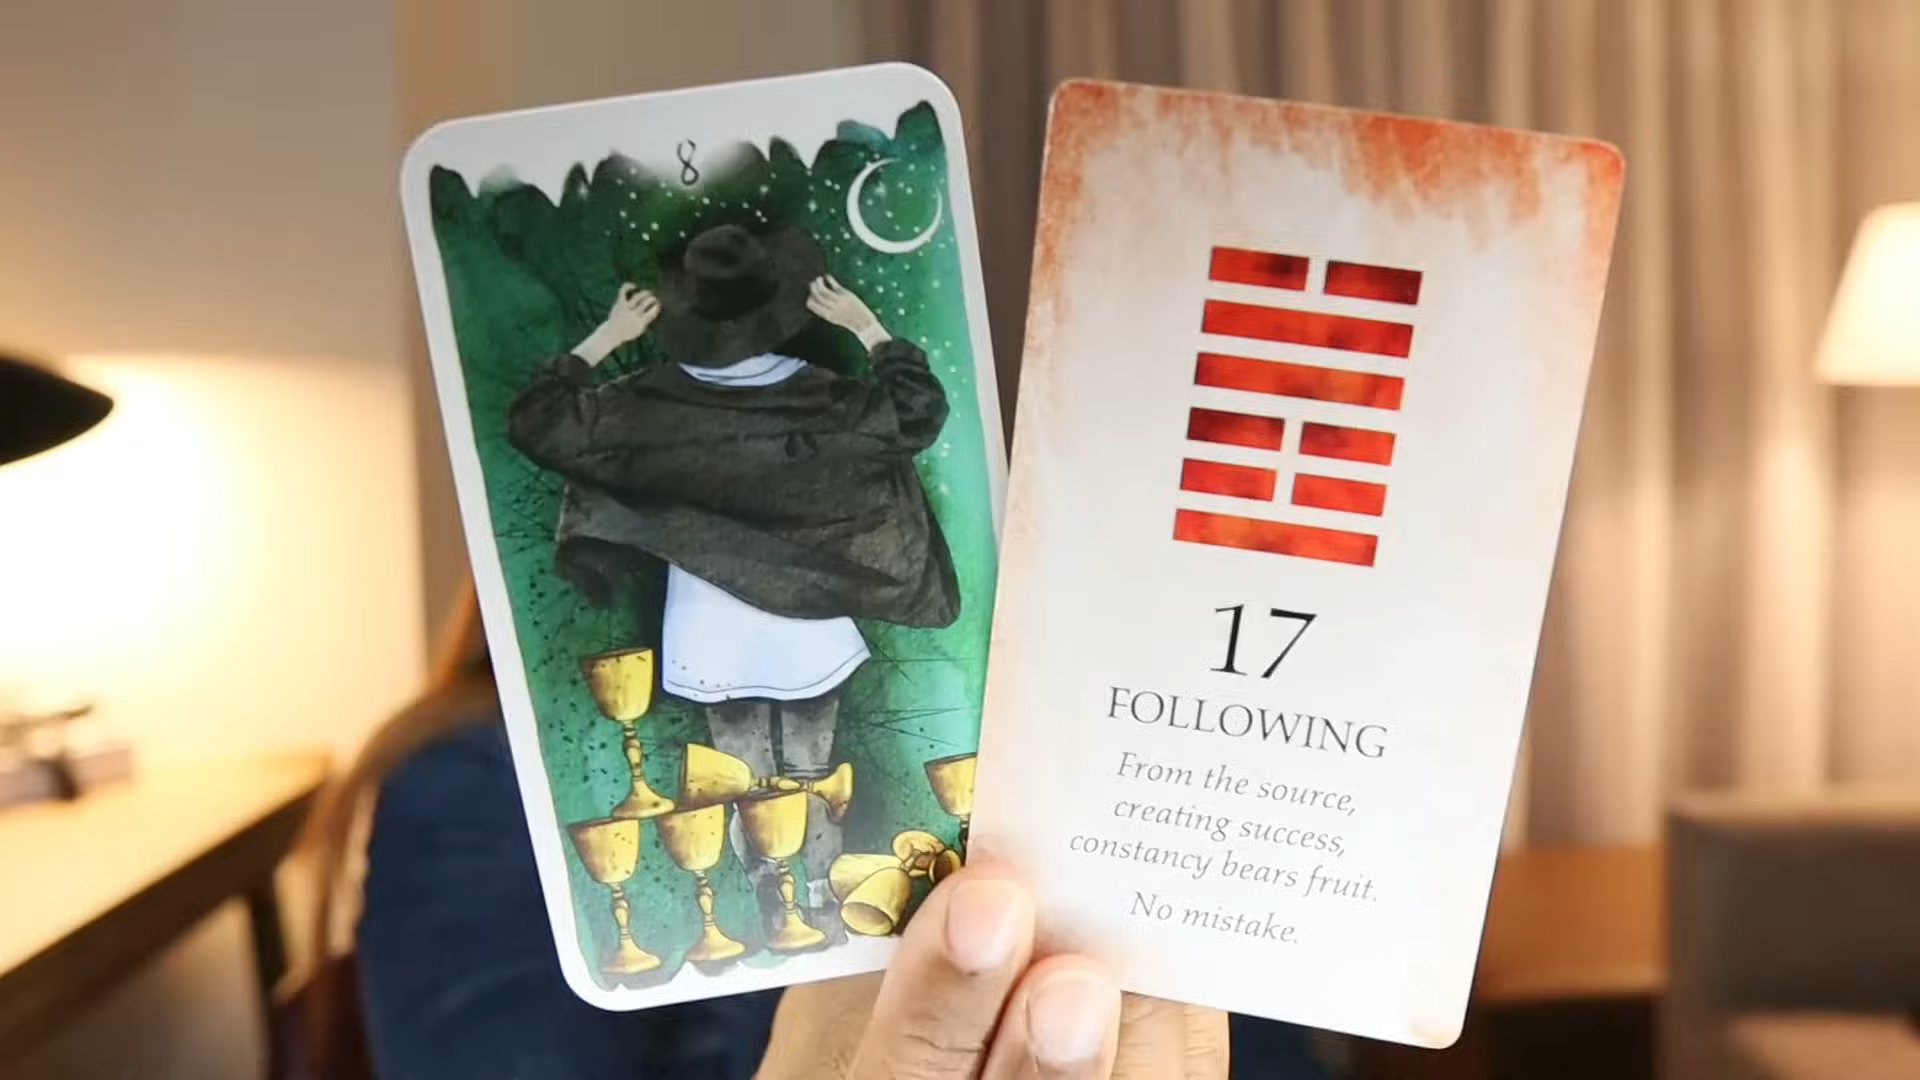 8
17
FOLLOWING
From the source,
creating success,
constancy bears fruit.
No mistake.